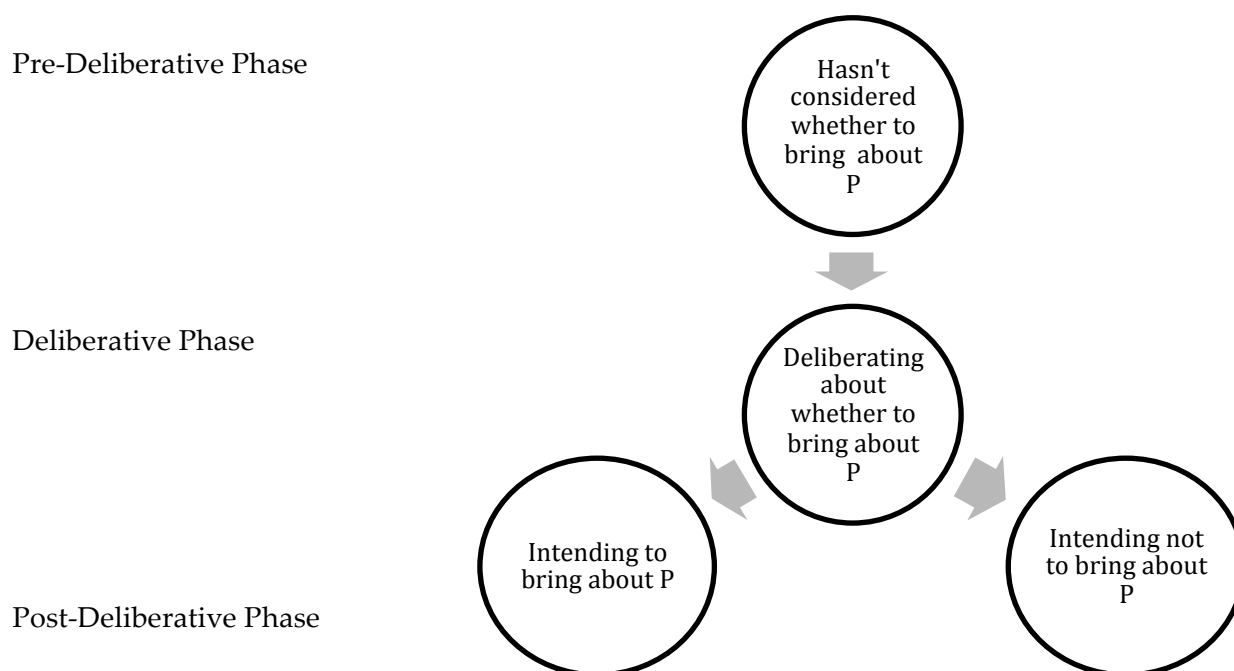 Pre-Deliberative Phase
Hasn't
considered
whether to
bring about
P
Deliberative Phase
Deliberating
about
whether to
bring about
P
Intending to
bring about P
Intending not
to bring about
P
Post-Deliberative Phase